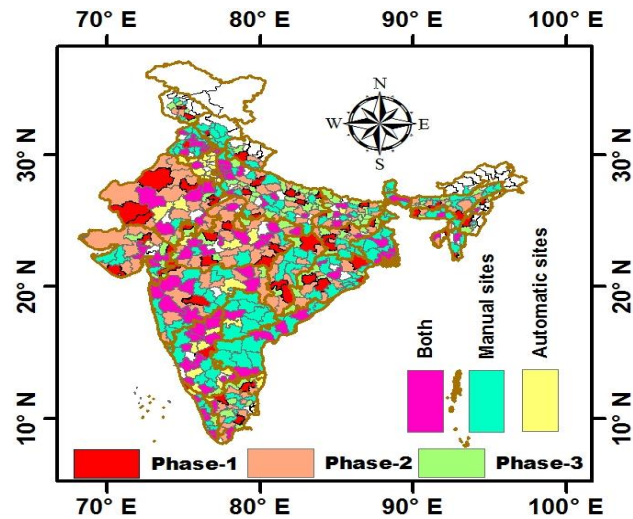 70° E 80° E 90° E 100° E
N
W E
S
30° N 30° N
20° N 20° N
10° N 10° N
Both
Manual sites
Automatic sites
Phase-1 Phase-2 Phase-3
70° E 80° E 90° E 100° E